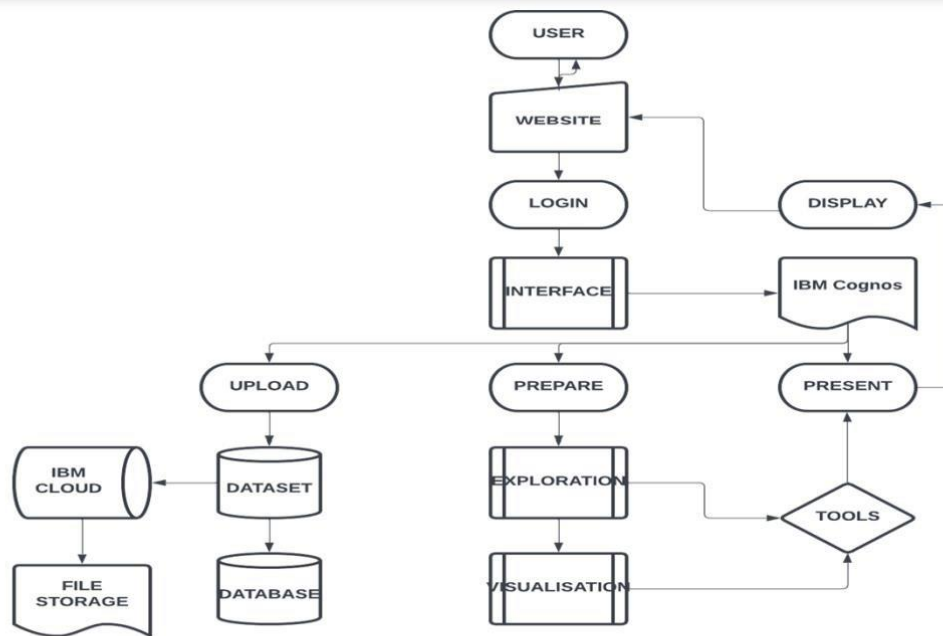 USER
WEBSITE
LOGIN
DISPLAY
INTERFACE
IBM Cognos
UPLOAD
PREPARE
PRESENT
IBM
CLOUD
DATASET
EXPLORATION
TOOLS
FILE
STORAGE
DATABASE
VISUALISATION